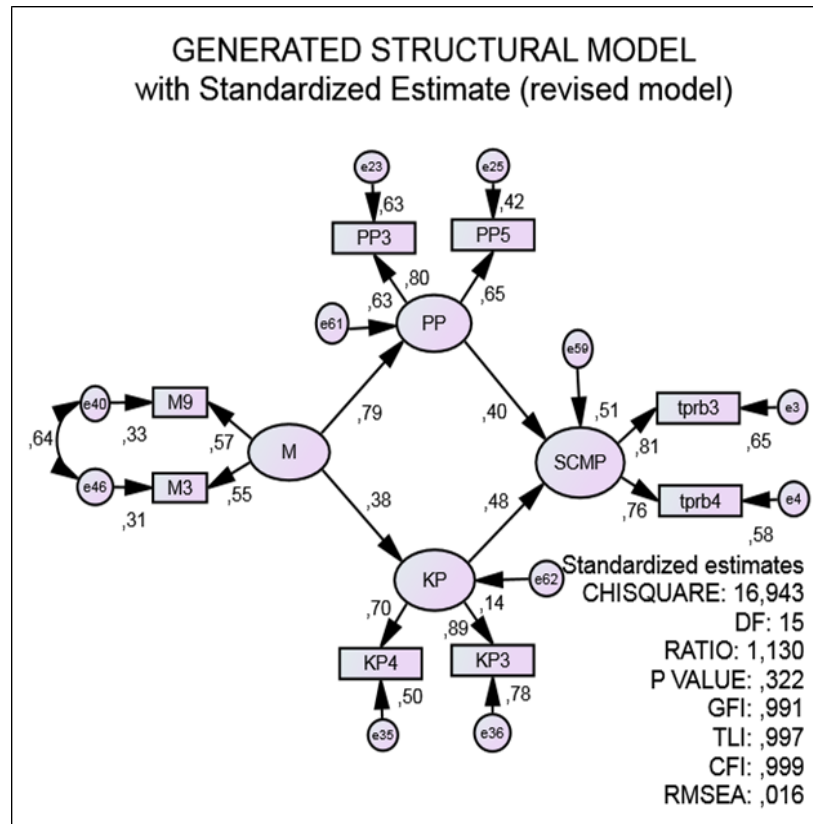 GENERATED STRUCTURAL MODEL
with Standardized Estimate (revised model)
e23
e25
,63
,42
PP3
PP5
,80
,65
,63
e61
PP
e59
e40
M9
,33
,57
,79
,40
,51
tprb3
e3
,81
,65
,64
M
SCMP
e46
M3
,31
,55
,38
,48
,76
tprb4
e4
,58
KP
e62
,70
,14
,89
KP4
KP3
,50
,78
e35
e36
Standardized estimates
CHISQUARE: 16,943
DF: 15
RATIO: 1,130
P VALUE: ,322
GFI: ,991
TLI: ,997
CFI: ,999
RMSEA: ,016